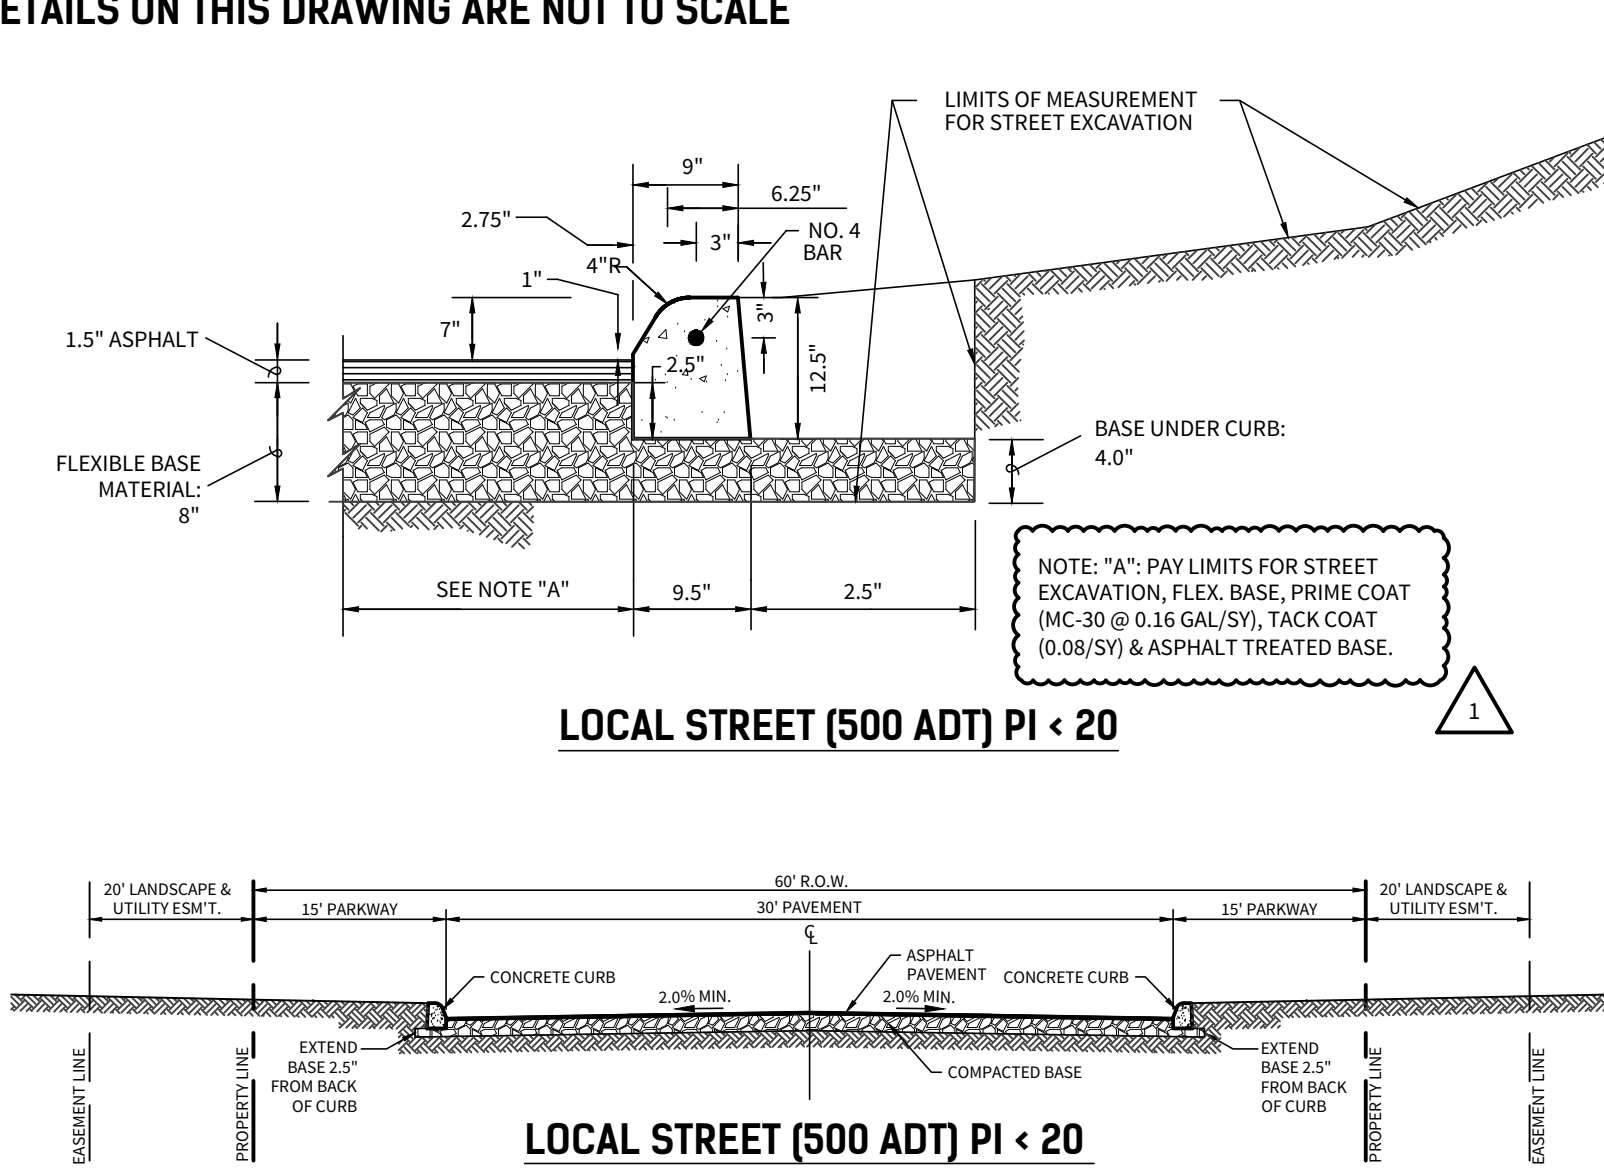 ETAILS ON THIS DRAWING ARE NOT TO SCALE
LIMITS OF MEASUREMENT
FOR STREET EXCAVATION
9"
6.25"
2.75"
3"
NO. 4
BAR
4"R
1"
7"
3"
1.5" ASPHALT
2.5"
12.5"
FLEXIBLE BASE
MATERIAL:
8"
BASE UNDER CURB:
4.0"
SEE NOTE "A"
9.5"
2.5"
NOTE: "A": PAY LIMITS FOR STREET
EXCAVATION, FLEX. BASE, PRIME COAT
(MC-30 @ 0.16 GAL/SY), TACK COAT
(0.08/SY) & ASPHALT TREATED BASE.
1
LOCAL STREET (500 ADT) PI < 20
60' R.O.W.
20' LANDSCAPE &
UTILITY ESM'T.
15' PARKWAY
30' PAVEMENT
15' PARKWAY
20' LANDSCAPE &
UTILITY ESM'T.
CL
CONCRETE CURB
ASPHALT
PAVEMENT
CONCRETE CURB
2.0% MIN.
2.0% MIN.
EXTEND
BASE 2.5"
FROM BACK
OF CURB
COMPACTED BASE
EXTEND
BASE 2.5"
FROM BACK
OF CURB
EASEMENT LINE
PROPERTY LINE
PROPERTY LINE
EASEMENT LINE
LOCAL STREET (500 ADT) PI < 20